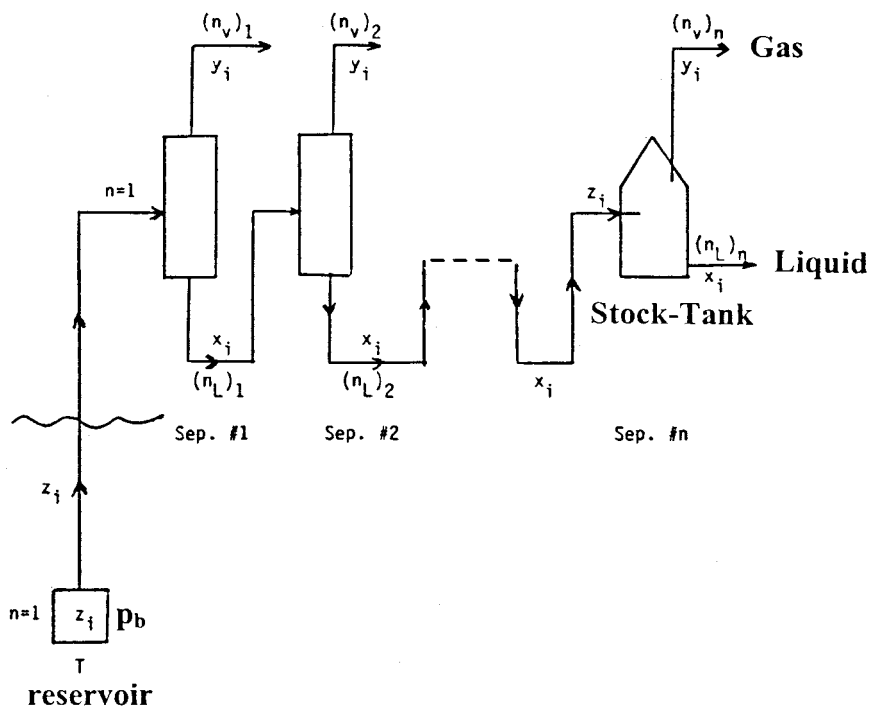 (n_v)_1
y_i
(n_v)_2
y_i
(n_v)_n
y_i
Gas
n=1
z_i
(n_L)_n
x_i
Liquid
Stock-Tank
x_i
(n_L)_1
x_i
(n_L)_2
x_i
Sep. #1
Sep. #2
Sep. #n
z_i
n=1
z_i
p_b
T
reservoir